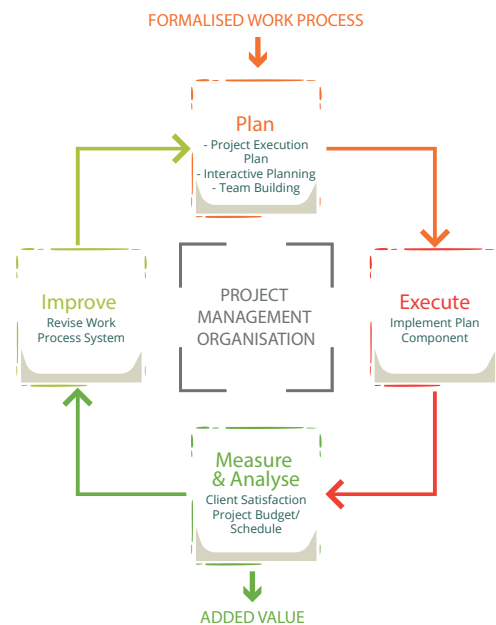 FORMALISED WORK PROCESS
Plan
- Project Execution
Plan
- Interactive Planning
- Team Building
Improve
Revise Work
Process System
PROJECT
MANAGEMENT
ORGANISATION
Execute
Implement Plan
Component
Measure
& Analyse
Client Satisfaction
Project Budget/
Schedule
ADDED VALUE